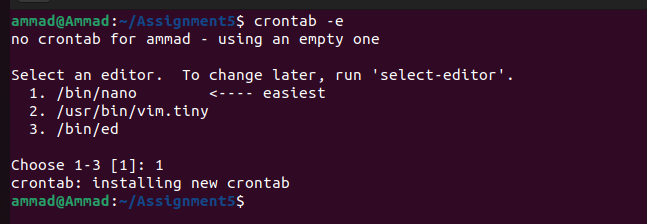 ammad@Ammad:~/Assignment5$ crontab -e
no crontab for ammad - using an empty one

Select an editor.  To change later, run 'select-editor'.
  1. /bin/nano        <---- easiest
  2. /usr/bin/vim.tiny
  3. /bin/ed

Choose 1-3 [1]: 1
crontab: installing new crontab
ammad@Ammad:~/Assignment5$